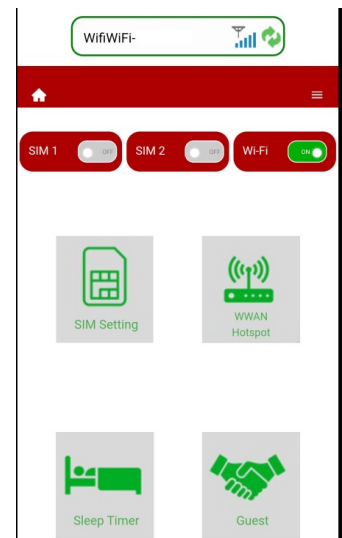 WifiWiFi-
SIM 1 OFF SIM 2 OFF Wi-Fi ON
SIM Setting
WWAN
Hotspot
Sleep Timer
Guest